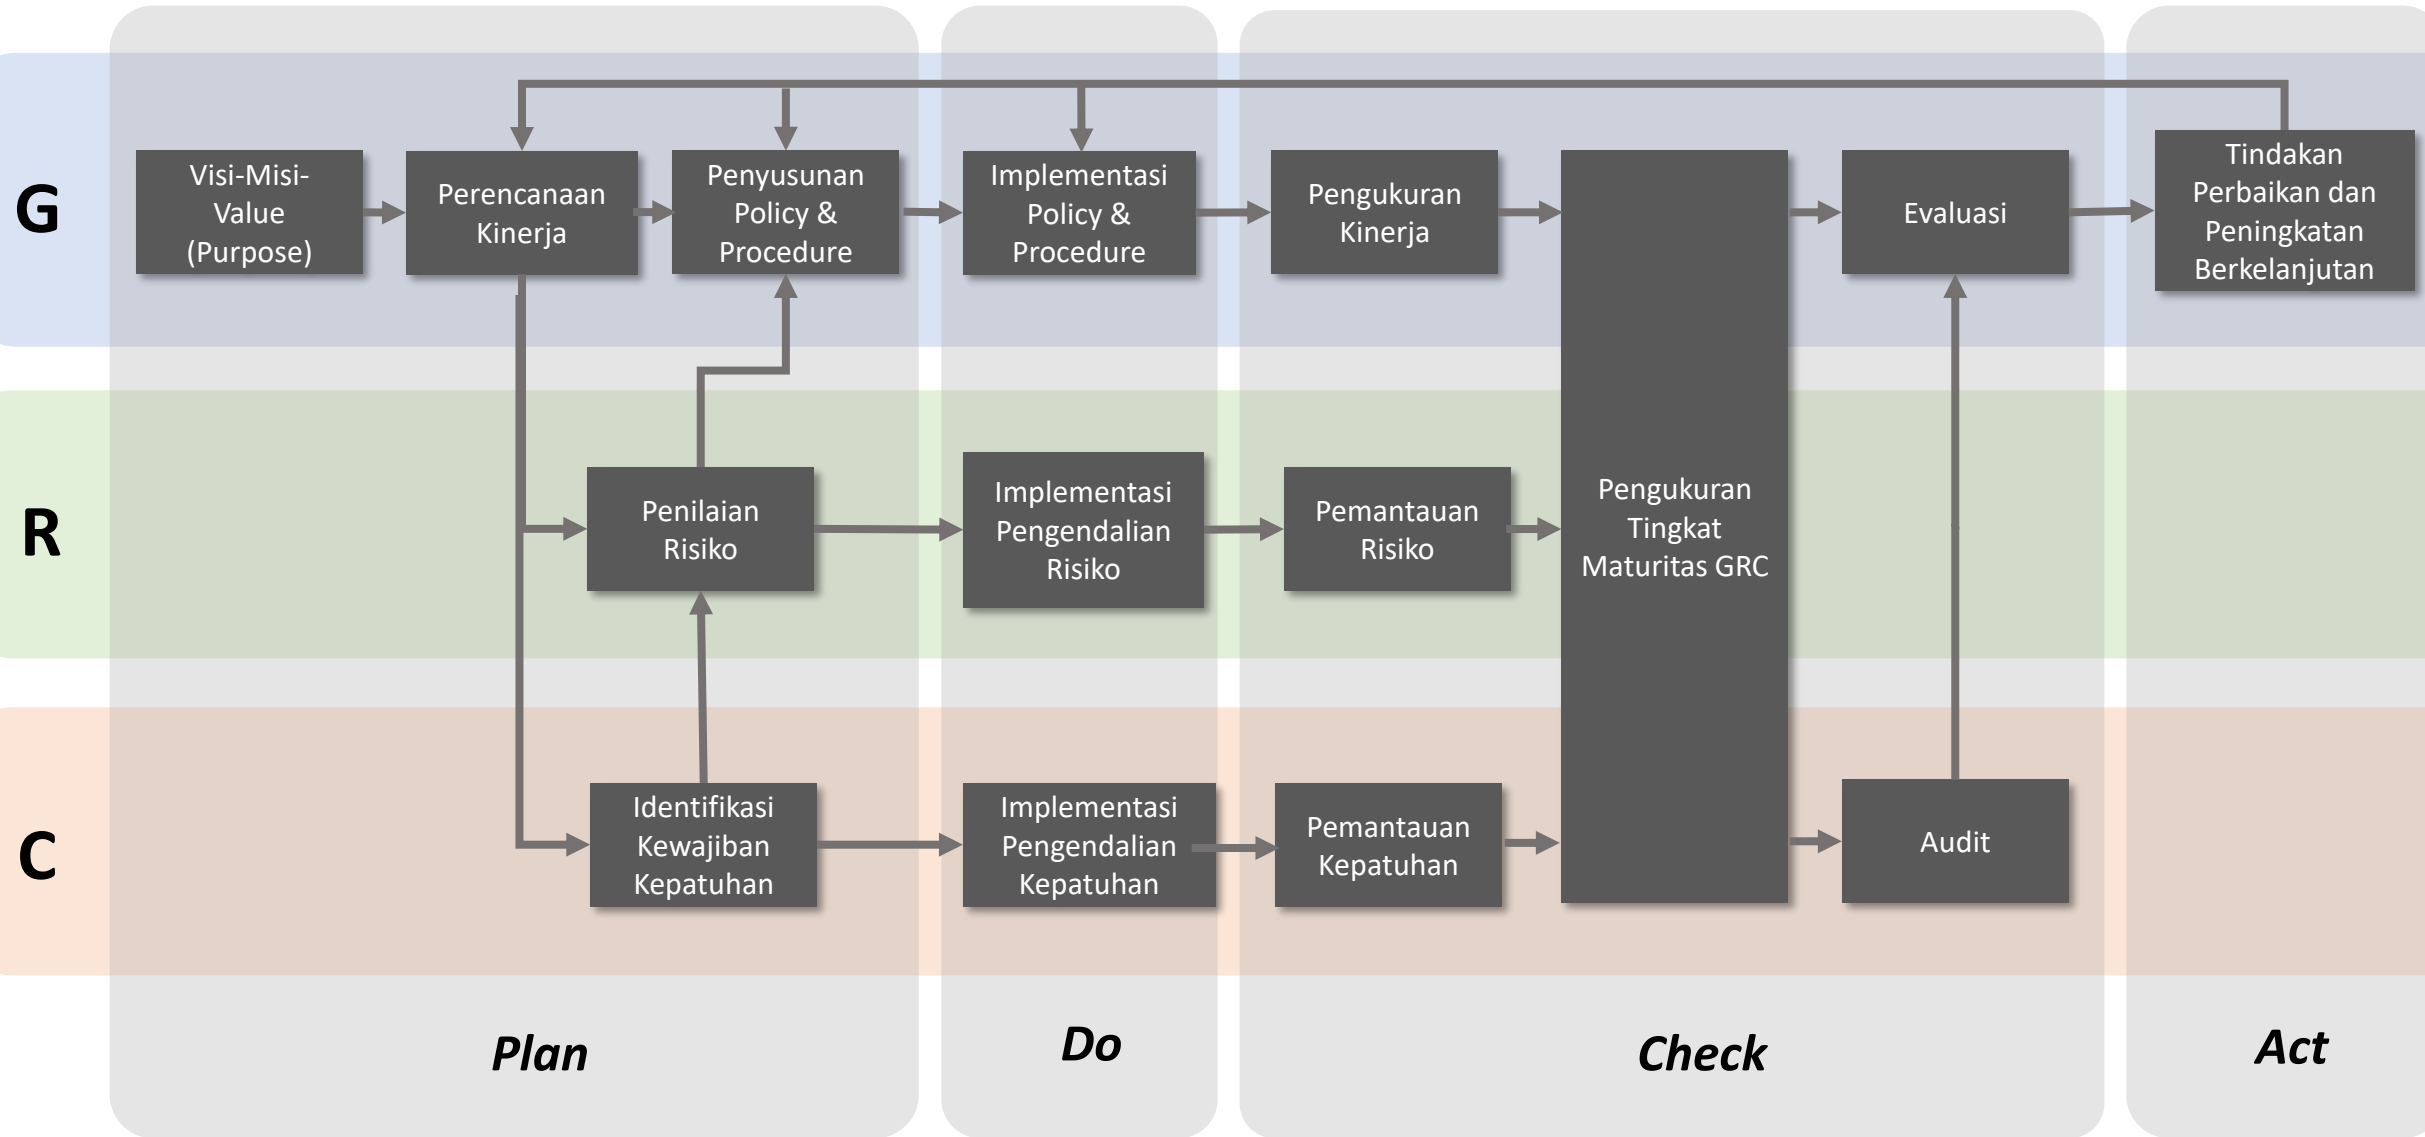 G
Visi-Misi-
Value
(Purpose)
Perencanaan
Kinerja
Penyusunan
Policy &
Procedure
Implementasi
Policy &
Procedure
Pengukuran
Kinerja
Evaluasi
Tindakan
Perbaikan dan
Peningkatan
Berkelanjutan
R
Penilaian
Risiko
Implementasi
Pengendalian
Risiko
Pemantauan
Risiko
Pengukuran
Tingkat
Maturitas GRC
C
Identifikasi
Kewajiban
Kepatuhan
Implementasi
Pengendalian
Kepatuhan
Pemantauan
Kepatuhan
Audit
Plan
Do
Check
Act